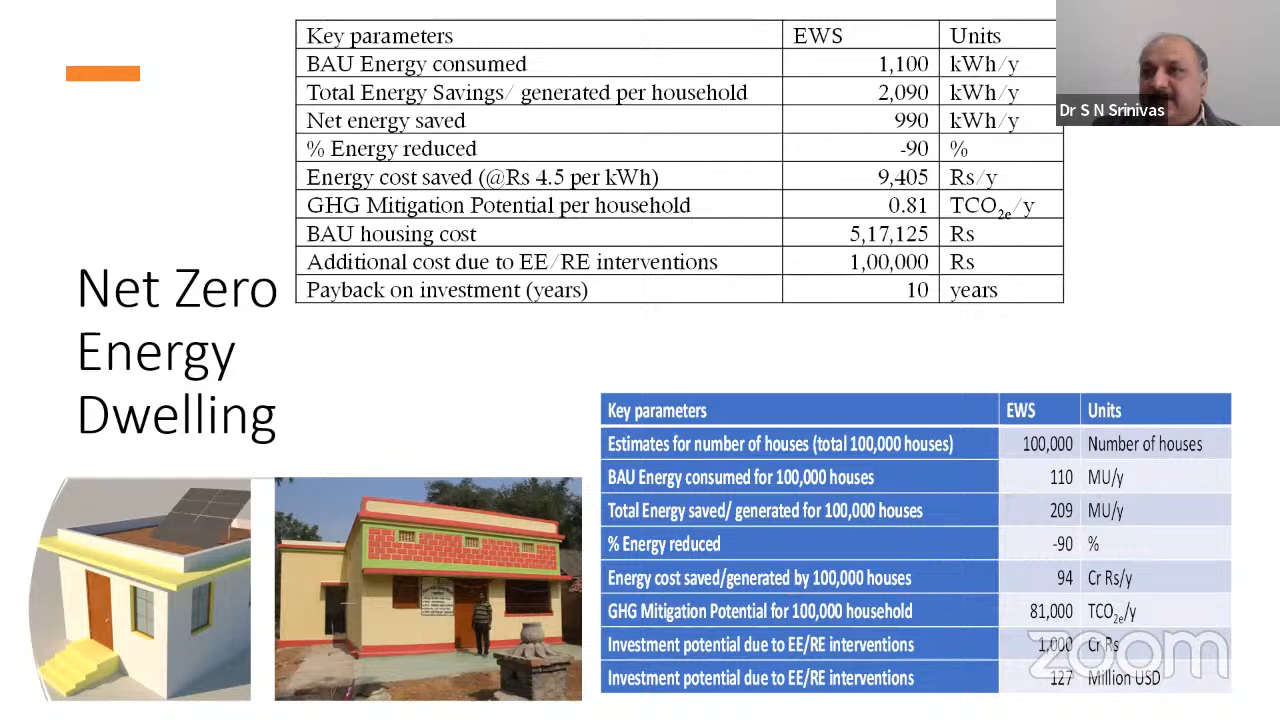 Key parameters EWS Units
BAU Energy consumed 1,100 kWh/y
Total Energy Savings/ generated per household 2,090 kWh/y
Net energy saved 990 kWh/y
% Energy reduced -90 %
Energy cost saved (@Rs 4.5 per kWh) 9,405 Rs/y
GHG Mitigation Potential per household 0.81 TCO2e/y
BAU housing cost 5,17,125 Rs
Additional cost due to EE/RE interventions 1,00,000 Rs
Payback on investment (years) 10 years
Dr S N Srinivas
Net Zero
Energy
Dwelling
Key parameters EWS Units
Estimates for number of houses (total 100,000 houses) 100,000 Number of houses
BAU Energy consumed for 100,000 houses 110 MU/y
Total Energy saved/ generated for 100,000 houses 209 MU/y
% Energy reduced -90 %
Energy cost saved/generated by 100,000 houses 94 Cr Rs/y
GHG Mitigation Potential for 100,000 household 81,000 TCO2e/y
Investment potential due to EE/RE interventions 1,000 Cr Rs
Investment potential due to EE/RE interventions 127 Million USD
zoom